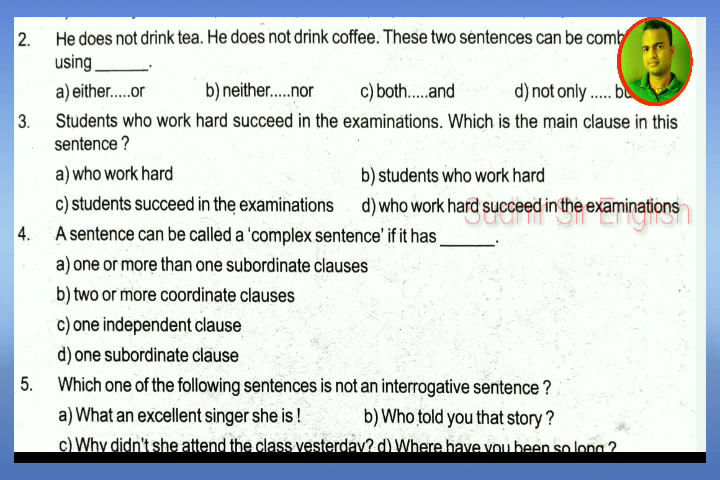 2. He does not drink tea. He does not drink coffee. These two sentences can be
using ______.
a) either.....or b) neither.....nor c) both.....and d) not only .....
3. Students who work hard succeed in the examinations. Which is the main clause in this
sentence ?
a) who work hard b) students who work hard
c) students succeed in the examinations d) who work hard succeed in the examinations
Sudhir Sir English
4. A sentence can be called a 'complex sentence' if it has ______.
a) one or more than one subordinate clauses
b) two or more coordinate clauses
c) one independent clause
d) one subordinate clause
5. Which one of the following sentences is not an interrogative sentence ?
a) What an excellent singer she is ! b) Who told you that story ?
c) Why didn't she attend the class yesterday? d) Where have you been so long ?